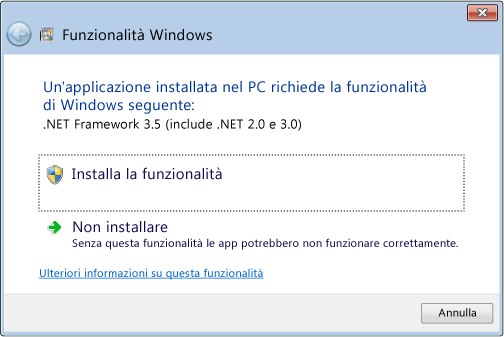 Funzionalità Windows
Un'applicazione installata nel PC richiede la funzionalità
di Windows seguente:
.NET Framework 3.5 (include .NET 2.0 e 3.0)
Installa la funzionalità
Non installare
Senza questa funzionalità le app potrebbero non funzionare correttamente.
Ulteriori informazioni su questa funzionalità
Annulla